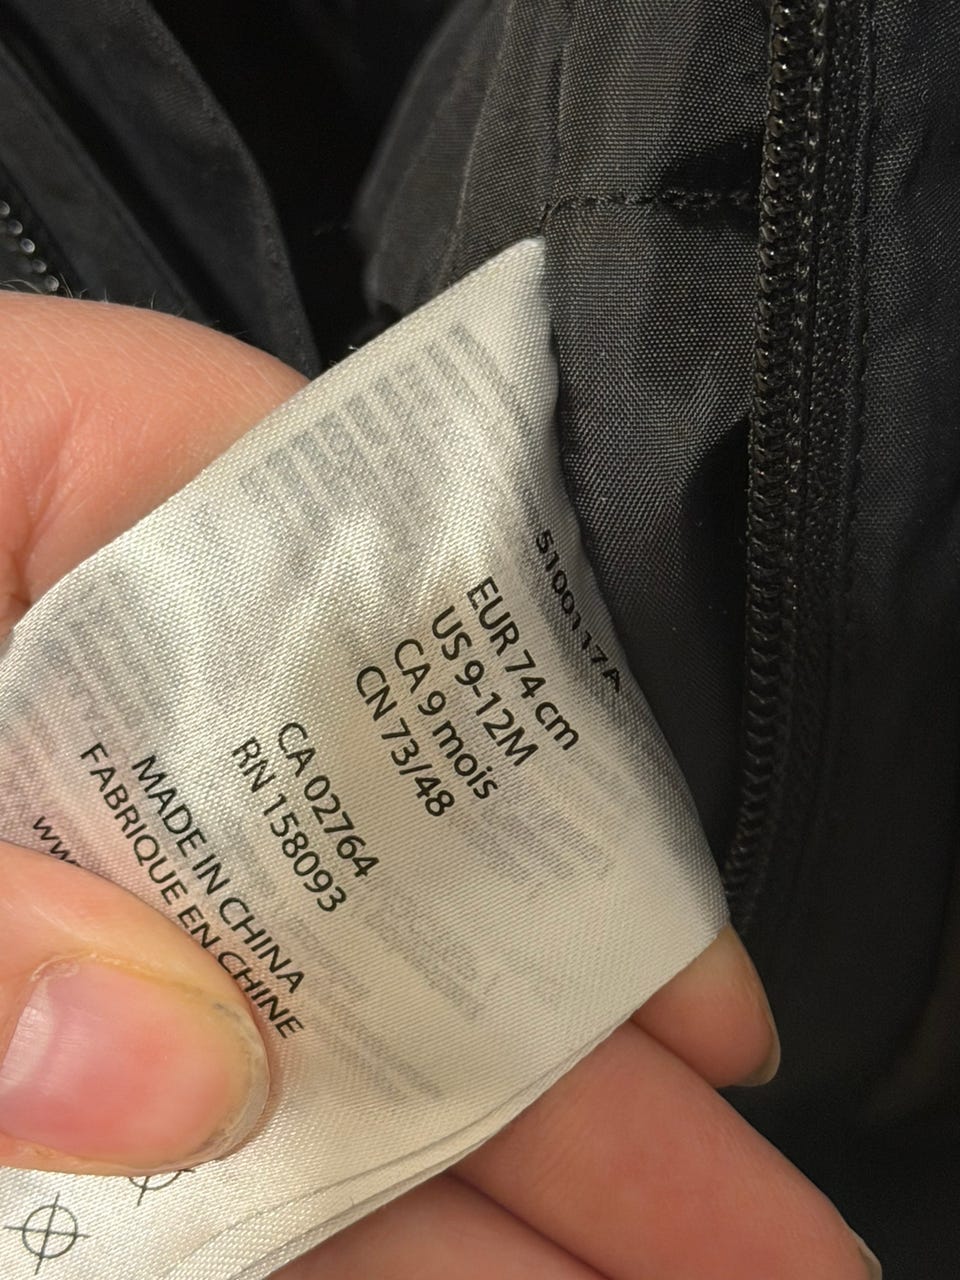 5100117A
EUR 74 cm
US 9-12M
CA 9 mois
CN 73/48
CA 02764
RN 158093
MADE IN CHINA
FABRIQUE EN CHINE